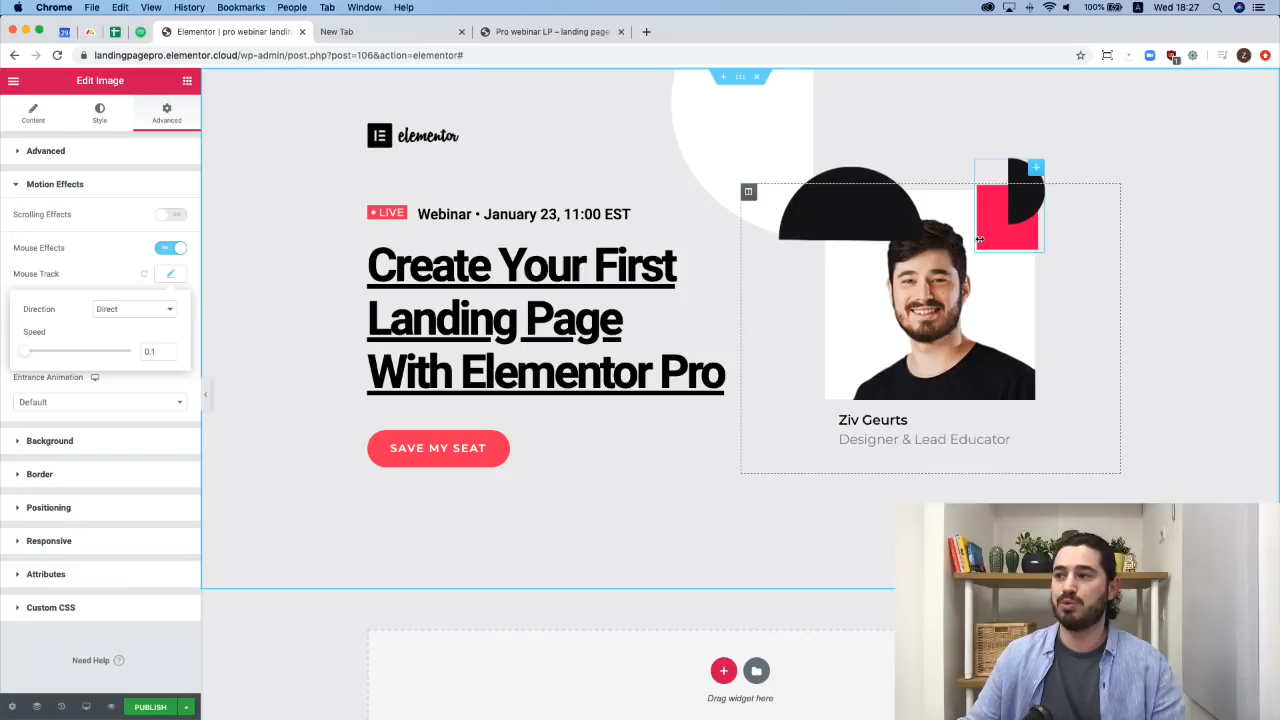 Chrome File Edit View History Bookmarks People Tab Window Help 100% A Wed 18:27
Elementor | pro webinar landin
New Tab
Pro webinar LP – landing page
landingpagepro.elementor.cloud/wp-admin/post.php?post=106&action=elementor#
Z
Edit Image
Content Style Advanced
Advanced
Motion Effects
Scrolling Effects
Mouse Effects
Mouse Track
Direction Direct
Speed
0.1
Entrance Animation
Default
Background
Border
Positioning
Responsive
Attributes
Custom CSS
Need Help
PUBLISH
elementor
LIVE Webinar • January 23, 11:00 EST
Create Your First
Landing Page
With Elementor Pro
SAVE MY SEAT
Ziv Geurts
Designer & Lead Educator
Drag widget here